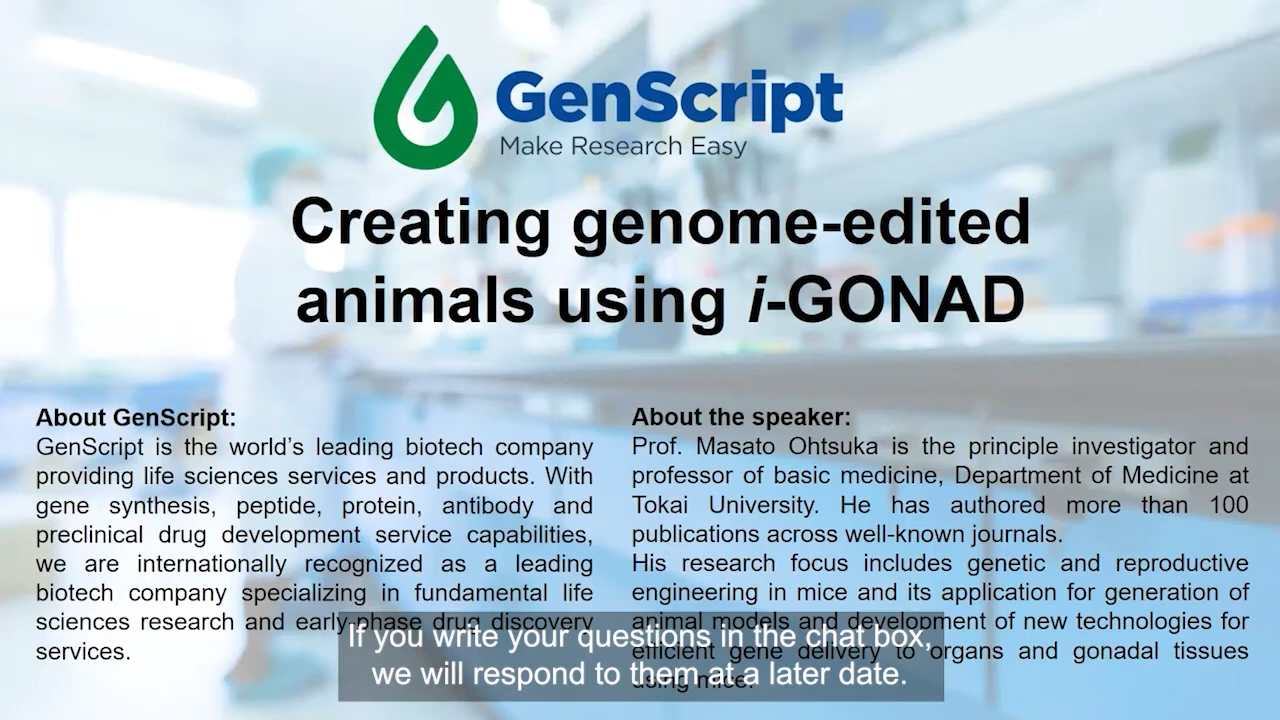 GenScript
Make Research Easy
Creating genome-edited
animals using i-GONAD
About GenScript:
GenScript is the world's leading biotech company
providing life sciences services and products. With
gene synthesis, peptide, protein, antibody and
preclinical drug development service capabilities,
we are internationally recognized as a leading
biotech company specializing in fundamental life
sciences research and early phase drug discovery
services.
About the speaker:
Prof. Masato Ohtsuka is the principle investigator and
professor of basic medicine, Department of Medicine at
Tokai University. He has authored more than 100
publications across well-known journals.
His research focus includes genetic and reproductive
engineering in mice and its application for generation of
animal models and development of new technologies for
efficient gene delivery to organs and gonadal tissues
using mice.
If you write your questions in the chat box,
we will respond to them at a later date.